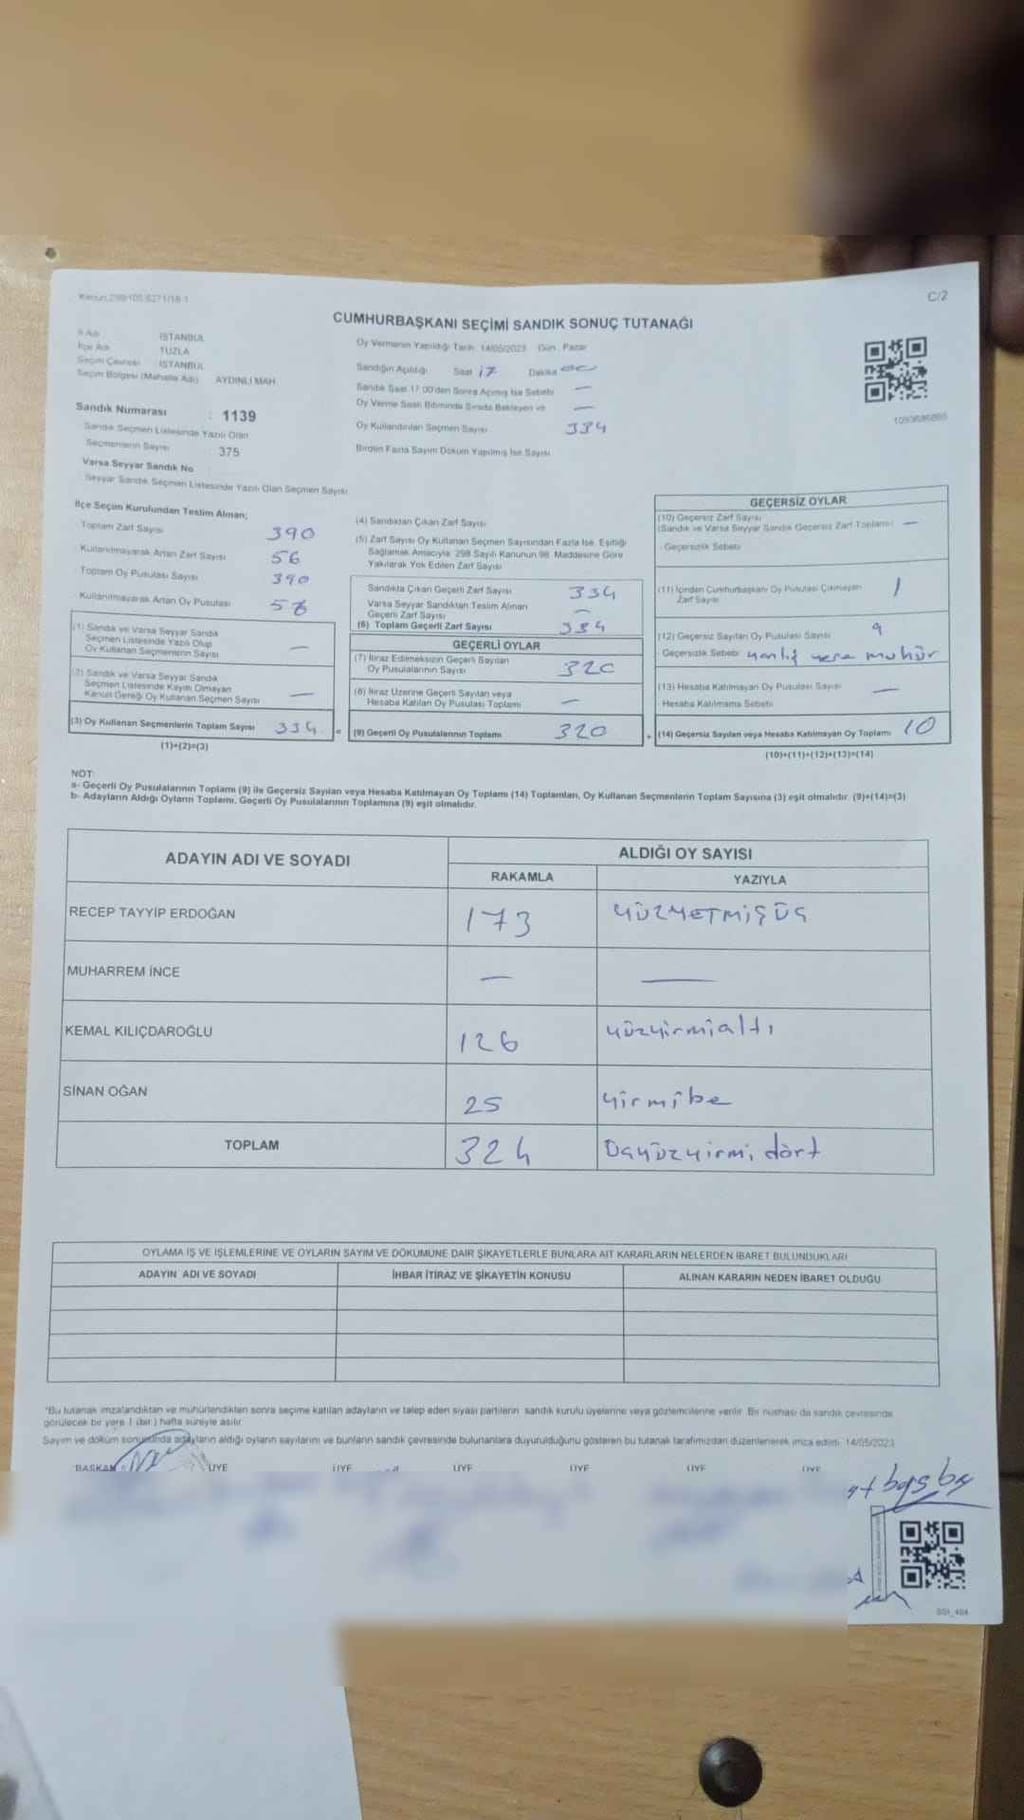 C/2
CUMHURBAŞKANI SEÇİMİ SANDIK SONUÇ TUTANAĞI
İl Adı İSTANBUL
İlçe Adı TUZLA
Seçim Çevresi İSTANBUL
Seçim Bölgesi (Mahalle Adı) AYDINLI MAH.
Sandık Numarası : 1139
Sandık Seçmen Listesinde Yazılı Olan
Seçmenlerin Sayısı 375
Varsa Seyyar Sandık No
Seyyar Sandık Seçmen Listesinde Yazılı Olan Seçmen Sayısı
Oy Vermenin Yapıldığı Tarih 14/05/2023 Gün Pazar
Sandığın Açıldığı Saat 17 Dakika
Sandık Saat 17.00'den Sonra Açılmış İse Sebebi —
Oy Verme Saati Bitiminde Sırada Bekleyen ve —
Oy Kullandırılan Seçmen Sayısı 334
Birden Fazla Sayım Döküm Yapılmış İse Sayısı
İlçe Seçim Kurulundan Teslim Alınan;
Toplam Zarf Sayısı 390
Kullanılmayarak Artan Zarf Sayısı 56
Toplam Oy Pusulası Sayısı 390
Kullanılmayarak Artan Oy Pusulası 56
(1) Sandık ve Varsa Seyyar Sandık
Seçmen Listesinde Yazılı Olup
Oy Kullanan Seçmenlerin Sayısı —
(2) Sandık ve Varsa Seyyar Sandık
Seçmen Listesinde Kayıtlı Olmayan
Kanun Gereği Oy Kullanan Seçmen Sayısı —
(3) Oy Kullanan Seçmenlerin Toplam Sayısı 334 =
(1)+(2)=(3)
(4) Sandıktan Çıkan Zarf Sayısı
(5) Zarf Sayısı Oy Kullanan Seçmen Sayısından Fazla İse, Eşitliği
Sağlamak Amacıyla 298 Sayılı Kanunun 98. Maddesine Göre
Yakılarak Yok Edilen Zarf Sayısı
Sandıkta Çıkan Geçerli Zarf Sayısı 334
Varsa Seyyar Sandıktan Teslim Alınan
Geçerli Zarf Sayısı —
(6) Toplam Geçerli Zarf Sayısı 334
GEÇERLİ OYLAR
(7) İtiraz Edilmeksizin Geçerli Sayılan
Oy Pusulalarının Sayısı 320
(8) İtiraz Üzerine Geçerli Sayılan veya
Hesaba Katılan Oy Pusulası Toplamı —
(9) Geçerli Oy Pusulalarının Toplamı 320 +
GEÇERSİZ OYLAR
(10) Geçersiz Zarf Sayısı
(Sandık ve Varsa Seyyar Sandık Geçersiz Zarf Toplamı) —
Geçersizlik Sebebi
(11) İçinden Cumhurbaşkanı Oy Pusulası Çıkmayan
Zarf Sayısı 1
(12) Geçersiz Sayılan Oy Pusulası Sayısı 9
Geçersizlik Sebebi yanlış yere mühür
(13) Hesaba Katılmayan Oy Pusulası Sayısı —
Hesaba Katılmama Sebebi
(14) Geçersiz Sayılan veya Hesaba Katılmayan Oy Toplamı 10
(10)+(11)+(12)+(13)=(14)
NOT:
a- Geçerli Oy Pusulalarının Toplamı (9) ile Geçersiz Sayılan veya Hesaba Katılmayan Oy Toplamı (14) Toplamları, Oy Kullanan Seçmenlerin Toplam Sayısına (3) eşit olmalıdır. (9)+(14)=(3)
b- Adayların Aldığı Oyların Toplamı, Geçerli Oy Pusulalarının Toplamına (9) eşit olmalıdır.
ADAYIN ADI VE SOYADI ALDIĞI OY SAYISI
RAKAMLA YAZIYLA
RECEP TAYYİP ERDOĞAN 173 YÜZYETMİŞÜÇ
MUHARREM İNCE — —
KEMAL KILIÇDAROĞLU 126 yüzyirmialtı
SİNAN OĞAN 25 yirmibe
TOPLAM 324
OYLAMA İŞ VE İŞLEMLERİNE VE OYLARIN SAYIM VE DÖKÜMÜNE DAİR ŞİKAYETLERLE BUNLARA AİT KARARLARIN NELERDEN İBARET BULUNDUKLARI
ADAYIN ADI VE SOYADI İHBAR İTİRAZ VE ŞİKAYETİN KONUSU ALINAN KARARIN NEDEN İBARET OLDUĞU
*Bu tutanak imzalandıktan ve mühürlendikten sonra seçime katılan adayların ve talep eden siyasi partilerin sandık kurulu üyelerine veya gözlemcilerine verilir. Bir nüshası da sandık çevresinde
görülecek bir yere 1 (bir) hafta süreyle asılır.
Sayım ve döküm sonucunda adayların aldığı oyların sayılarını ve bunların sandık çevresinde bulunanlara duyurulduğunu gösteren bu tutanak tarafımızdan düzenlenerek imza edildi. 14/05/2023
BAŞKAN ÜYE ÜYE ÜYE ÜYE ÜYE ÜYE